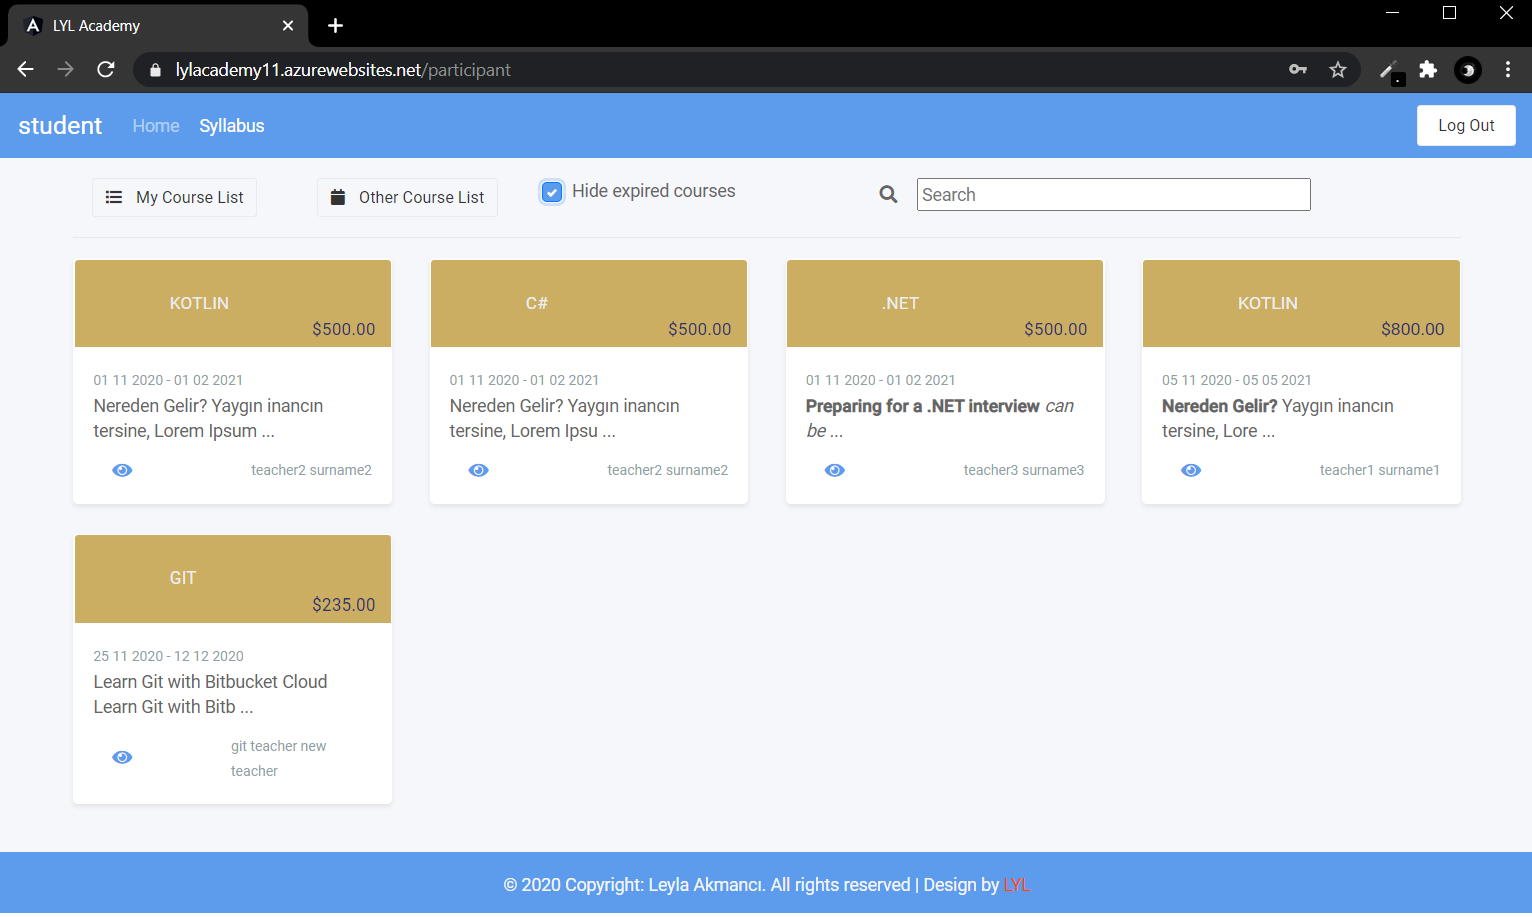 LYL Academy
lylacademy11.azurewebsites.net/participant
student Home Syllabus Log Out
My Course List Other Course List Hide expired courses Search
KOTLIN
$500.00
01 11 2020 - 01 02 2021
Nereden Gelir? Yaygın inancın
tersine, Lorem Ipsum ...
teacher2 surname2
C#
$500.00
01 11 2020 - 01 02 2021
Nereden Gelir? Yaygın inancın
tersine, Lorem Ipsu ...
teacher2 surname2
.NET
$500.00
01 11 2020 - 01 02 2021
Preparing for a .NET interview can
be ...
teacher3 surname3
KOTLIN
$800.00
05 11 2020 - 05 05 2021
Nereden Gelir? Yaygın inancın
tersine, Lore ...
teacher1 surname1
GIT
$235.00
25 11 2020 - 12 12 2020
Learn Git with Bitbucket Cloud
Learn Git with Bitb ...
git teacher new
teacher
© 2020 Copyright: Leyla Akmancı. All rights reserved | Design by LYL